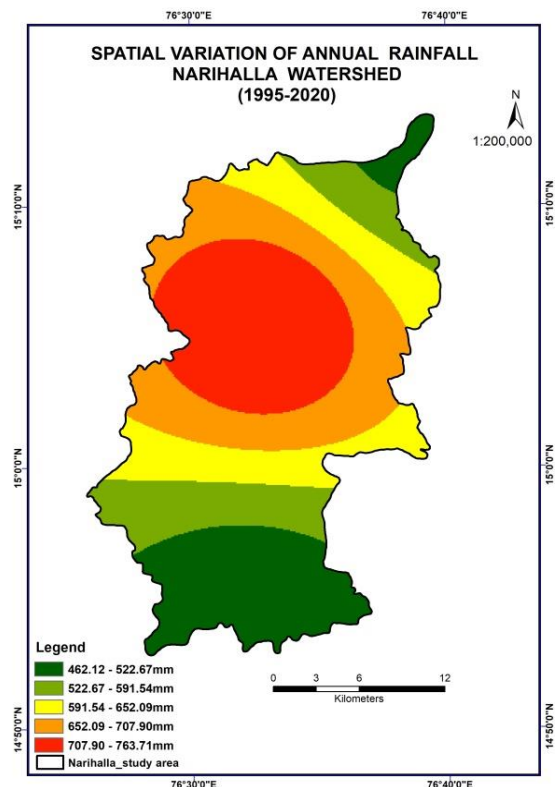 76°30'0"E
76°40'0"E
SPATIAL VARIATION OF ANNUAL RAINFALL
NARIHALLA WATERSHED
(1995-2020)
N
1:200,000
15°10'0"N
15°10'0"N
15°0'0"N
15°0'0"N
Legend
462.12 - 522.67mm
522.67 - 591.54mm
591.54 - 652.09mm
652.09 - 707.90mm
707.90 - 763.71mm
Narihalla_study area
0 3 6 12
Kilometers
14°50'0"N
14°50'0"N
76°30'0"E
76°40'0"E